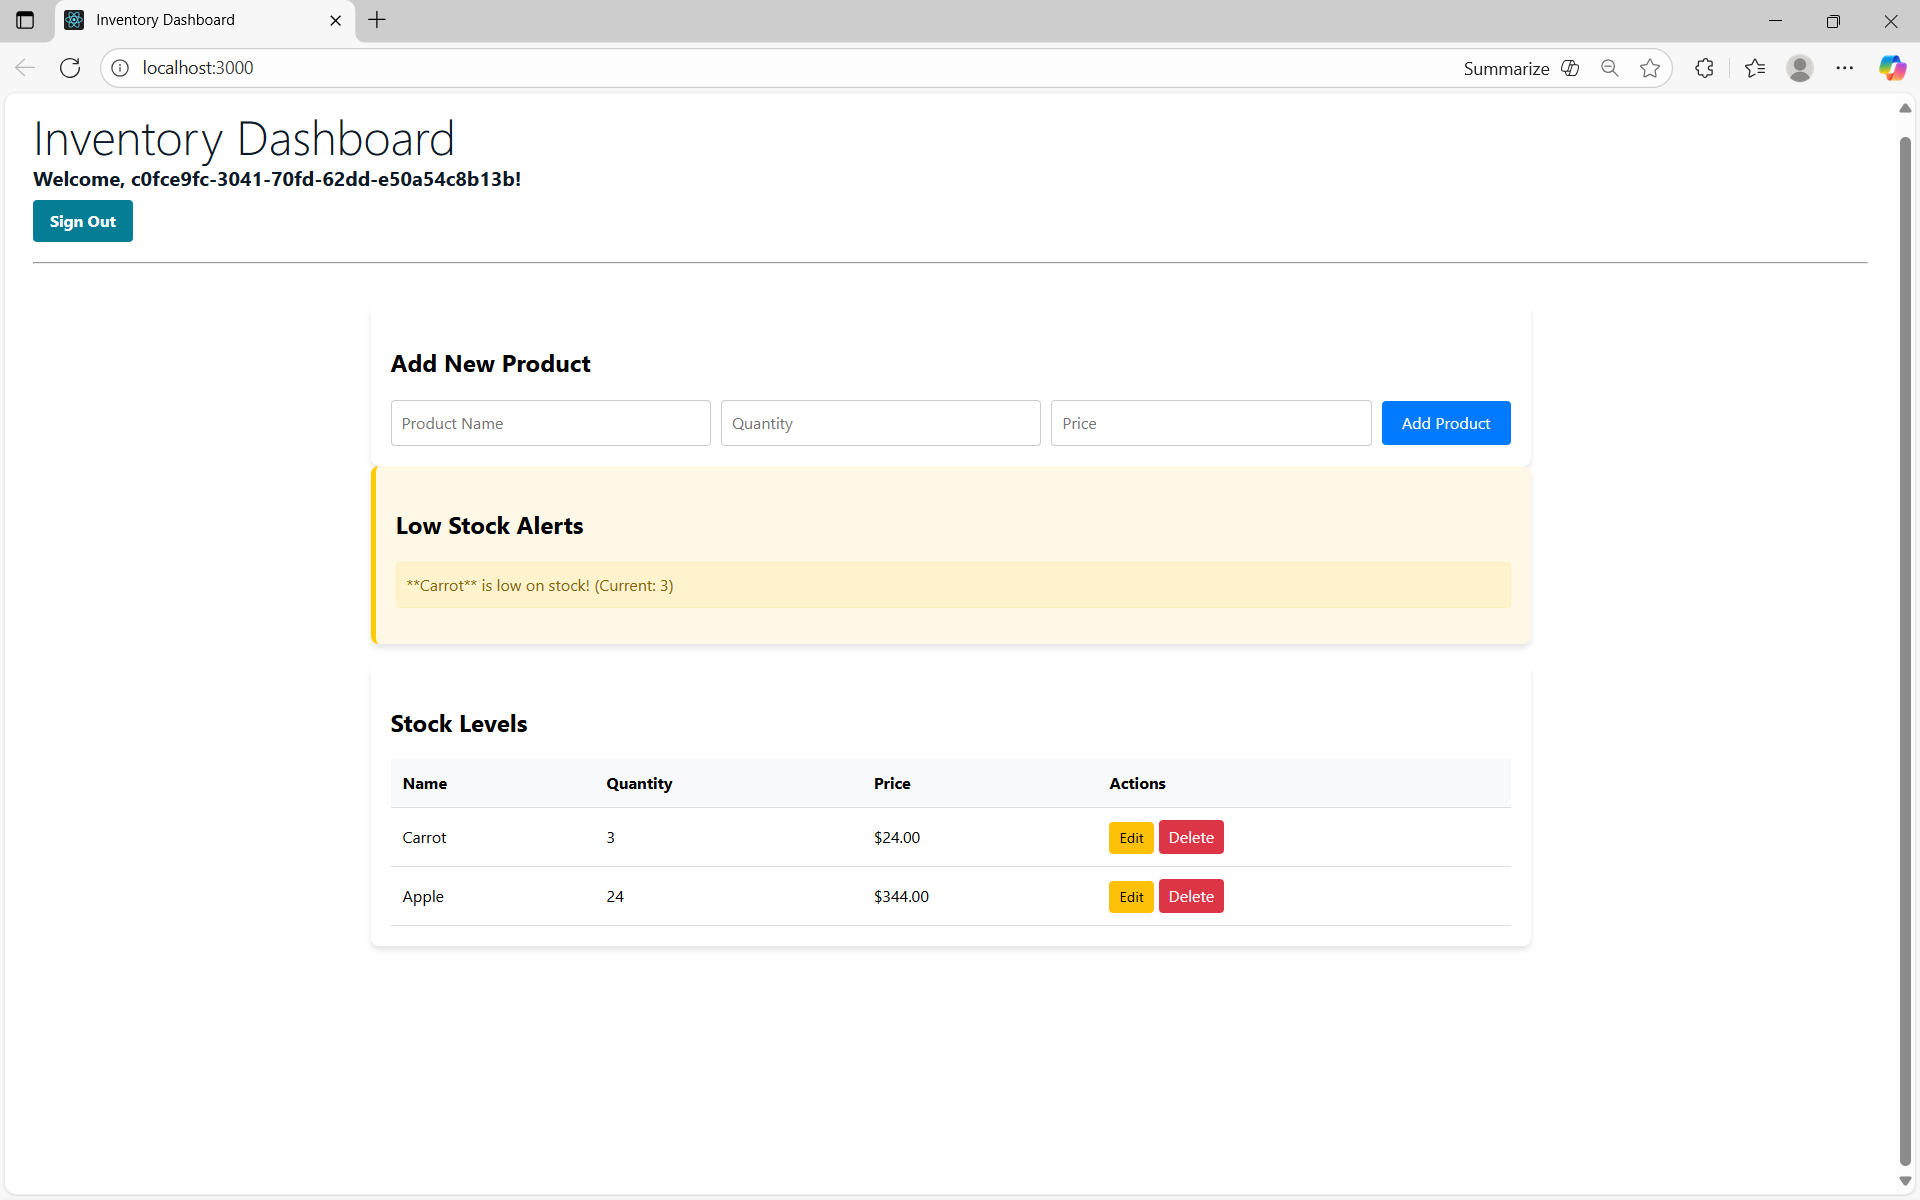 Inventory Dashboard
localhost:3000
Summarize
Inventory Dashboard
Welcome, c0fce9fc-3041-70fd-62dd-e50a54c8b13b!
Sign Out
Add New Product
Product Name Quantity Price Add Product
Low Stock Alerts
**Carrot** is low on stock! (Current: 3)
Stock Levels
Name Quantity Price Actions
Carrot 3 $24.00 Edit Delete
Apple 24 $344.00 Edit Delete